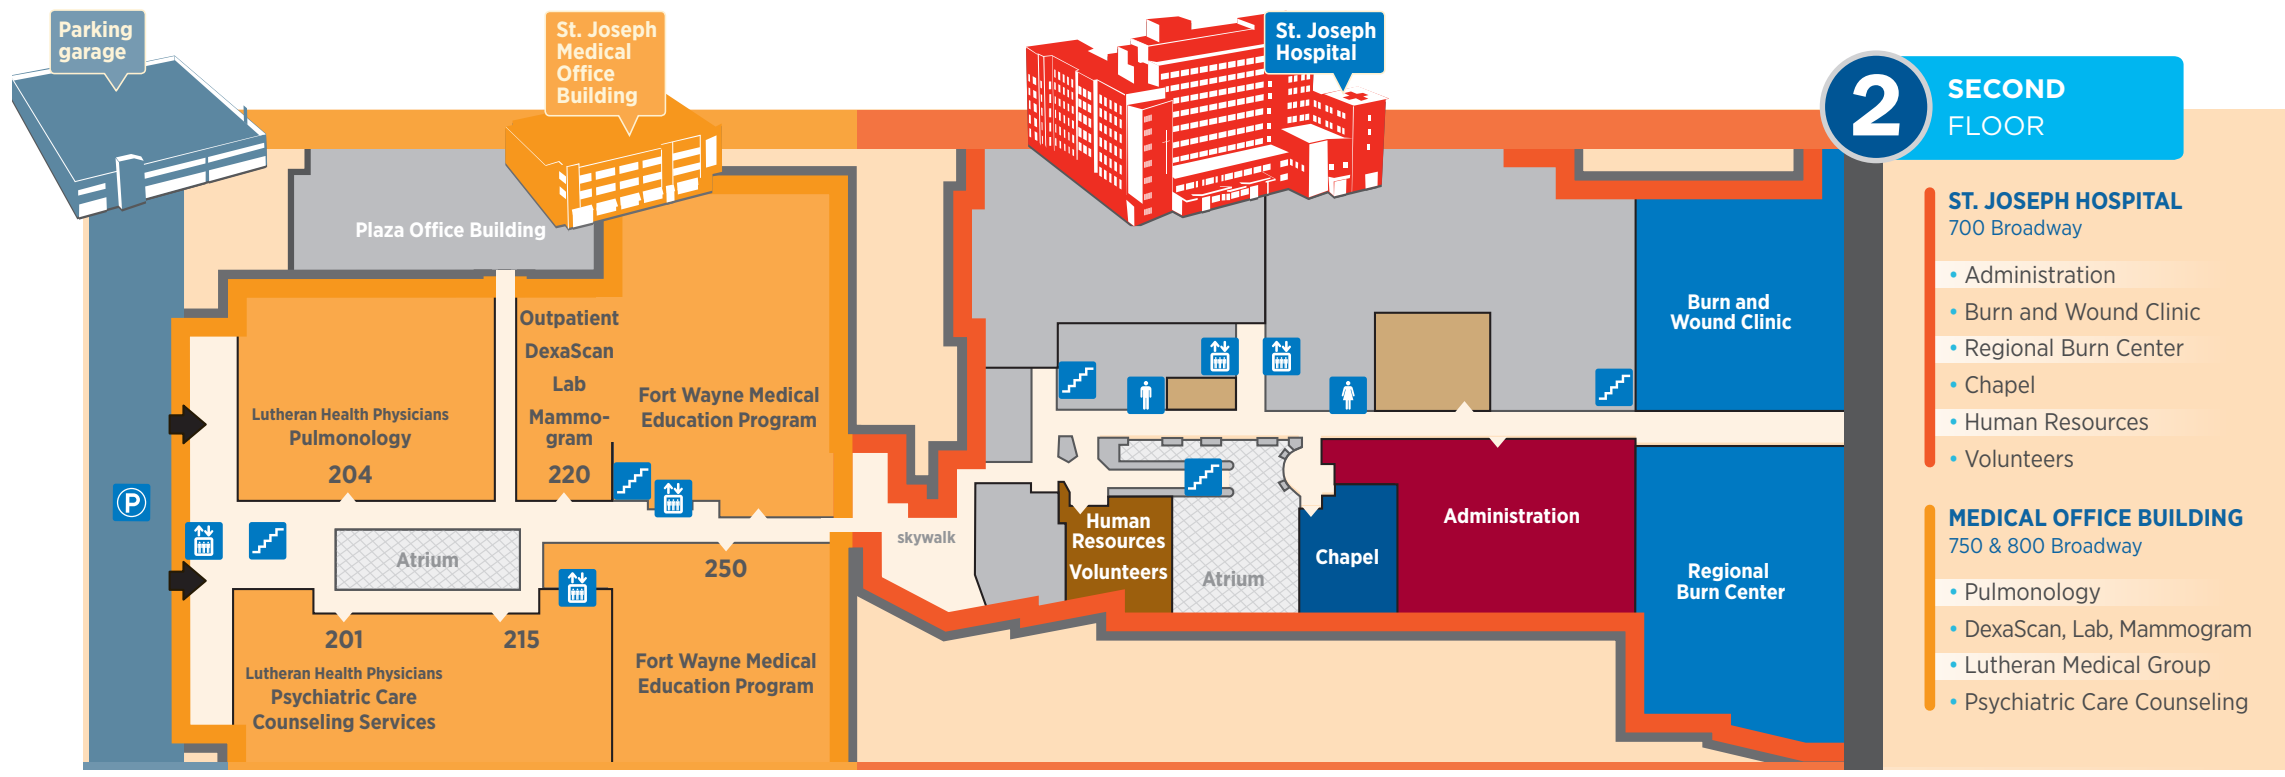 Parking
garage
St. Joseph
Medical
Office
Building
St. Joseph
Hospital
2
SECOND
FLOOR
Plaza Office Building
Outpatient
DexaScan
Lab
Mammo-
gram
220
Lutheran Health Physicians
Pulmonology
204
Fort Wayne Medical
Education Program
P
Atrium
250
201
215
Lutheran Health Physicians
Psychiatric Care
Counseling Services
Fort Wayne Medical
Education Program
skywalk
Human
Resources
Volunteers
Atrium
Chapel
Administration
Burn and
Wound Clinic
Regional
Burn Center
ST. JOSEPH HOSPITAL
700 Broadway
• Administration
• Burn and Wound Clinic
• Regional Burn Center
• Chapel
• Human Resources
• Volunteers
MEDICAL OFFICE BUILDING
750 & 800 Broadway
• Pulmonology
• DexaScan, Lab, Mammogram
• Lutheran Medical Group
• Psychiatric Care Counseling